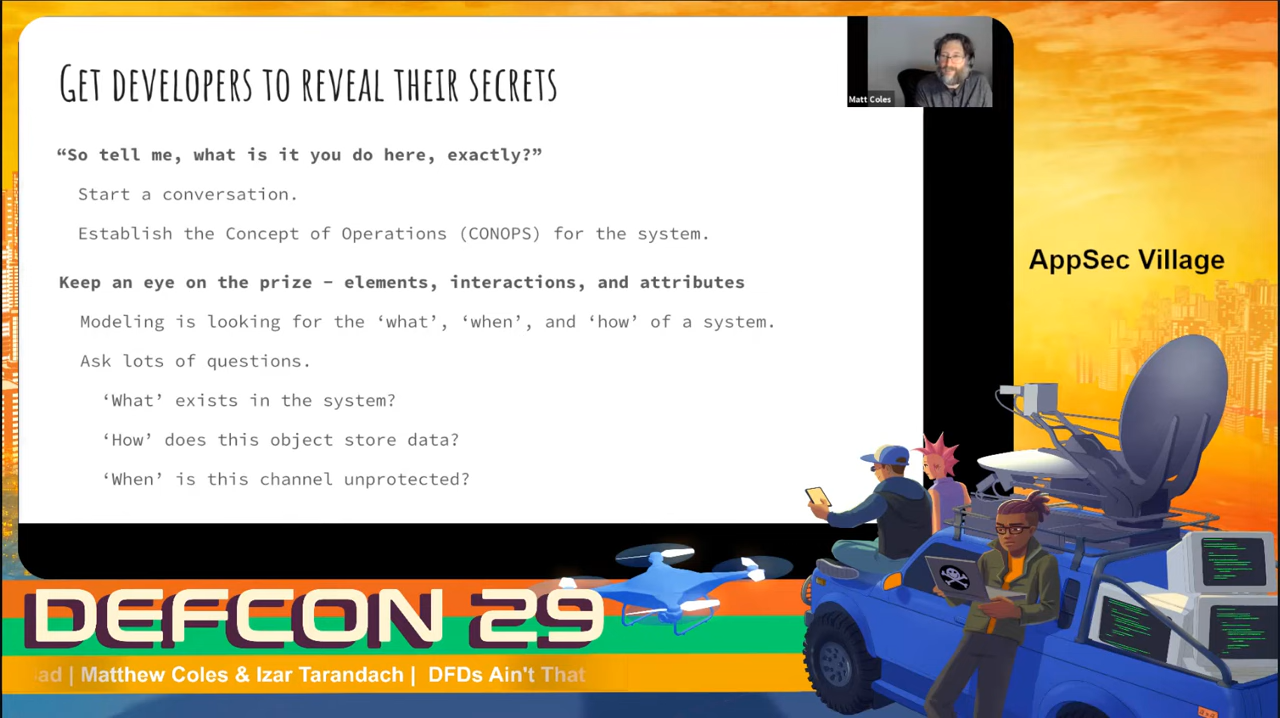 GET DEVELOPERS TO REVEAL THEIR SECRETS
Matt Coles
“So tell me, what is it you do here, exactly?”
Start a conversation.
Establish the Concept of Operations (CONOPS) for the system.
Keep an eye on the prize – elements, interactions, and attributes
Modeling is looking for the ‘what’, ‘when’, and ‘how’ of a system.
Ask lots of questions.
‘What’ exists in the system?
‘How’ does this object store data?
‘When’ is this channel unprotected?
AppSec Village
DEFCON 29
ad | Matthew Coles & Izar Tarandach | DFDs Ain't That